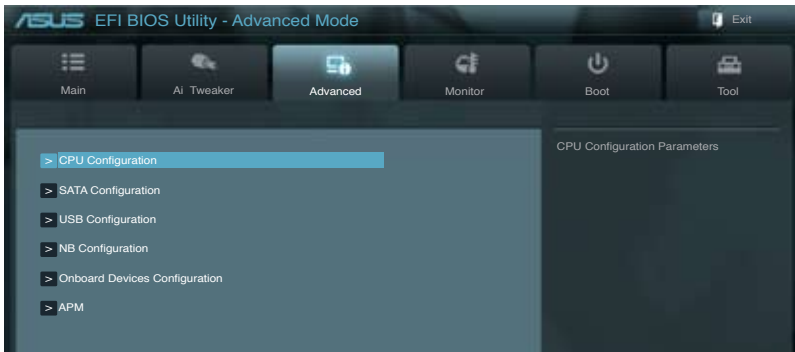 ASUS EFI BIOS Utility - Advanced Mode
Exit
Main
Ai Tweaker
Advanced
Monitor
Boot
Tool
> CPU Configuration
> SATA Configuration
> USB Configuration
> NB Configuration
> Onboard Devices Configuration
> APM
CPU Configuration Parameters